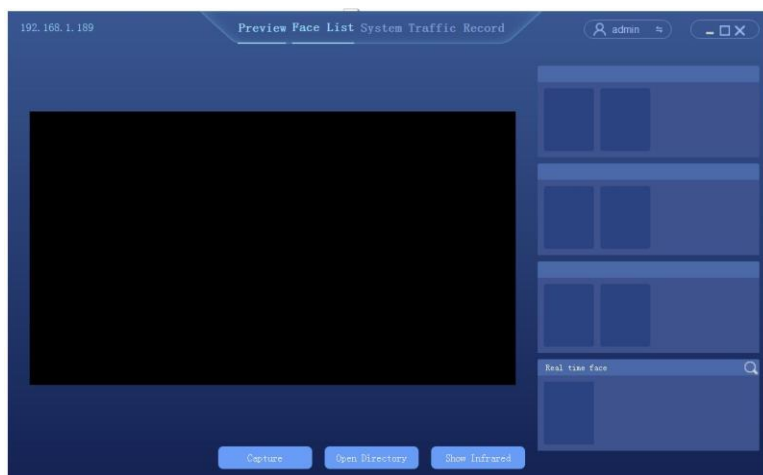 192.168.1.189
Preview Face List System Traffic Record
admin
Real time face
Capture
Open Directory
Show Infrared